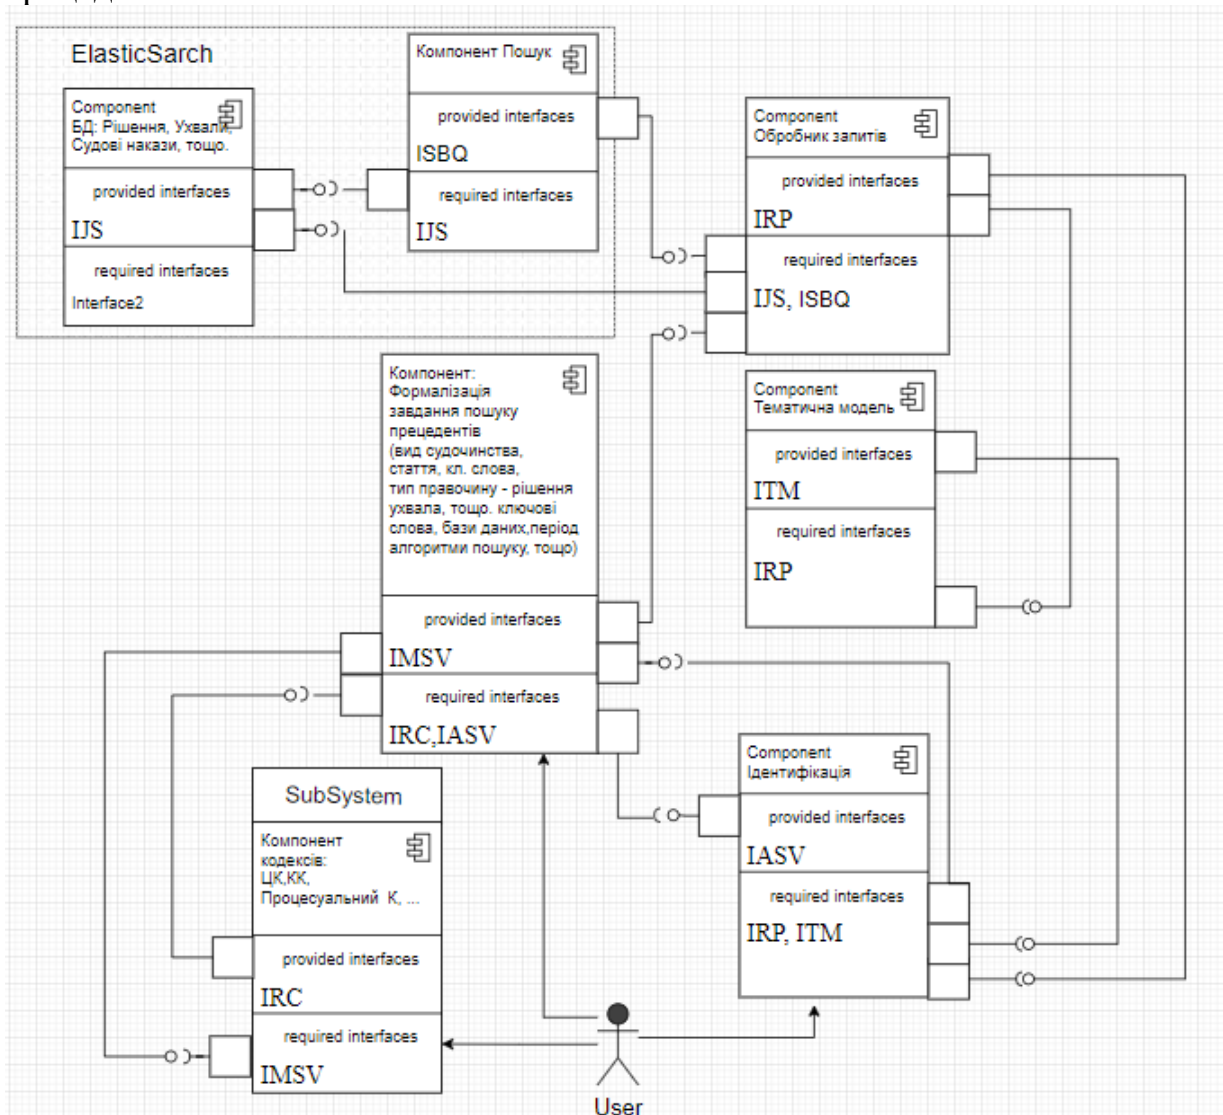 ElasticSarch
Component
БД: Рішення, Ухвали,
Судові накази, тощо.
provided interfaces
IJS
required interfaces
Interface2
Компонент Пошук
provided interfaces
ISBQ
required interfaces
IJS
Component
Обробник запитів
provided interfaces
IRP
required interfaces
IJS, ISBQ
Компонент:
Формалізація
завдання пошуку
прецедентів
(вид судочинства,
стаття, кл. слова,
тип правочину - рішення
ухвала, тощо. ключові
слова, бази даних,період
алгоритми пошуку, тощо)
provided interfaces
IMSV
required interfaces
IRC,IASV
Component
Тематична модель
provided interfaces
ITM
required interfaces
IRP
Component
Ідентифікація
provided interfaces
IASV
required interfaces
IRP, ITM
SubSystem
Компонент
кодексів:
ЦК,КК,
Процесуальний К, ...
provided interfaces
IRC
required interfaces
IMSV
User